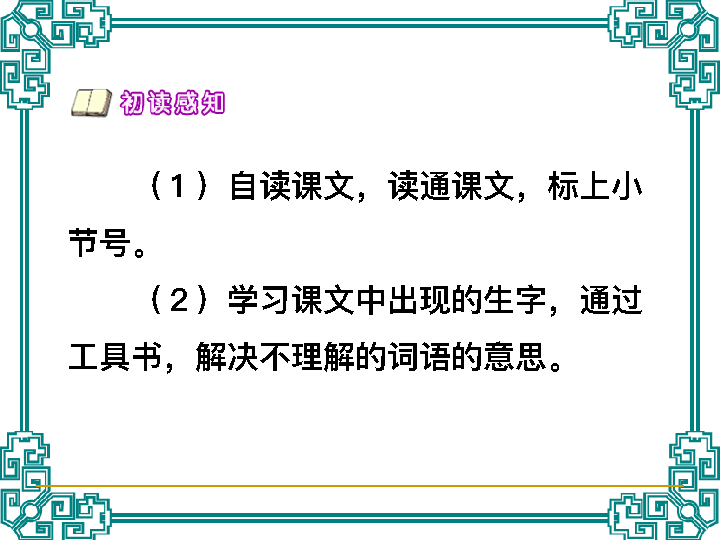 初读感知
（1）自读课文，读通课文，标上小
节号。
（2）学习课文中出现的生字，通过
工具书，解决不理解的词语的意思。